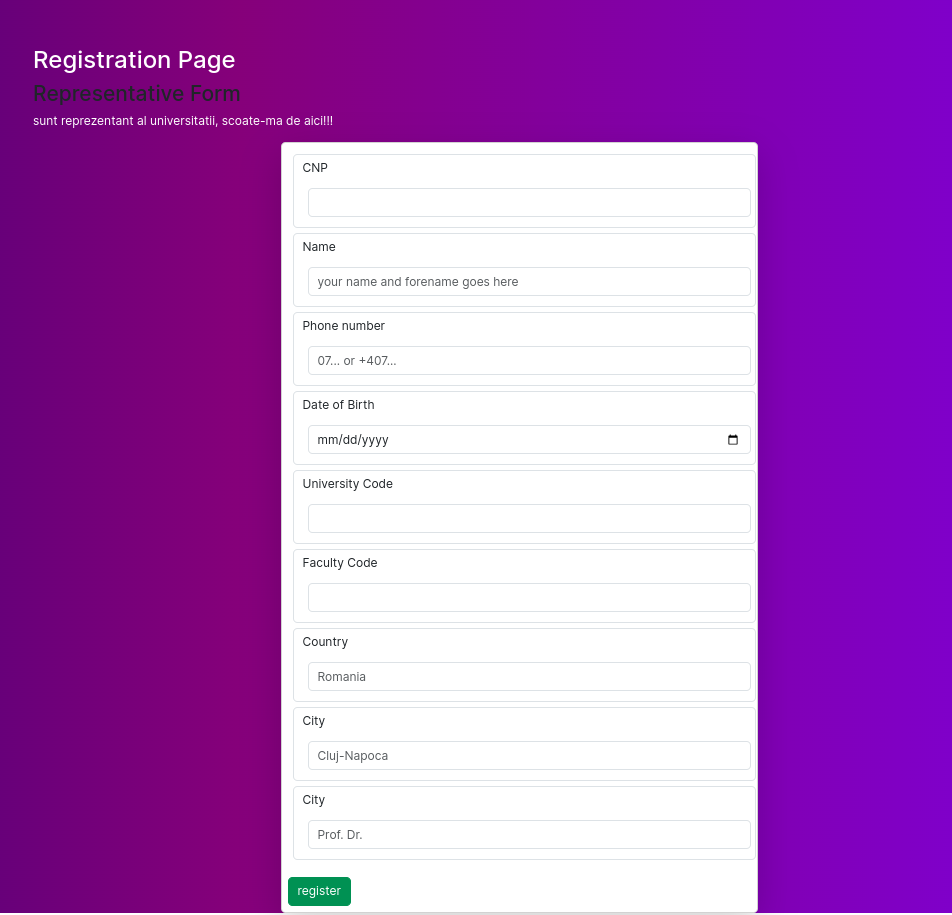 Registration Page
Representative Form
sunt reprezentant al universitatii, scoate-ma de aici!!!
CNP
Name
your name and forename goes here
Phone number
07... or +407...
Date of Birth
mm/dd/yyyy
University Code
Faculty Code
Country
Romania
City
Cluj-Napoca
City
Prof. Dr.
register